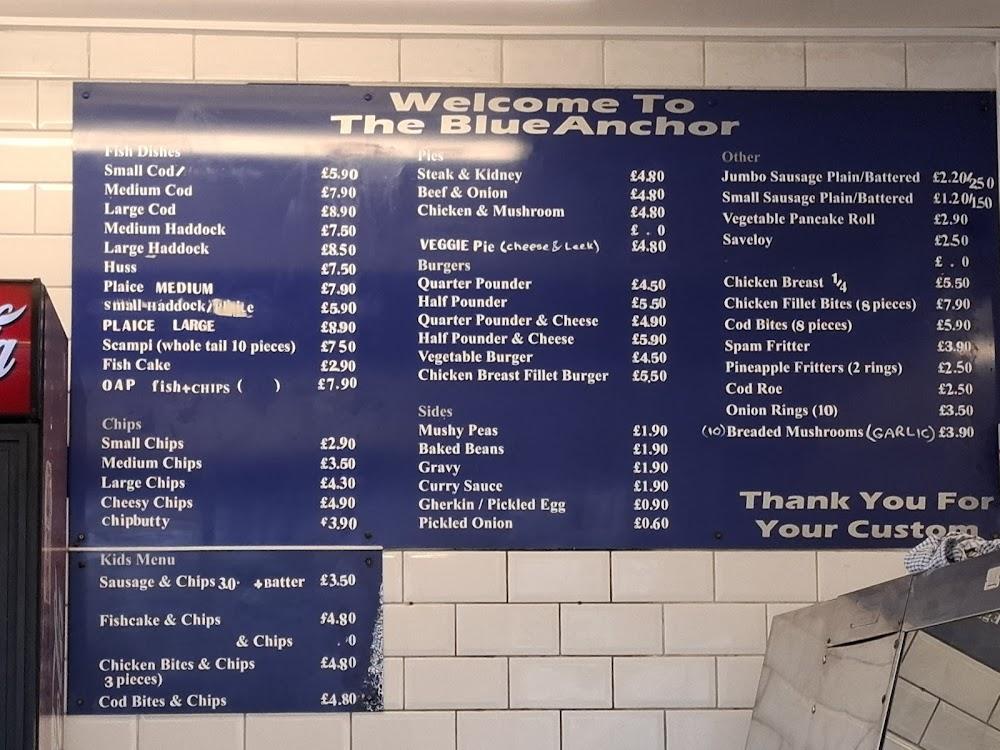 Welcome To
The Blue Anchor
Fish Dishes
Small Cod £5.90
Medium Cod £7.90
Large Cod £8.90
Medium Haddock £7.50
Large Haddock £8.50
Huss £7.50
Plaice MEDIUM £7.90
small Haddock/ £5.90
PLAICE LARGE £8.90
Scampi (whole tail 10 pieces) £7 50
Fish Cake £2.90
OAP fish+CHIPS ( ) £7.90
Chips
Small Chips £2.90
Medium Chips £3.50
Large Chips £4.30
Cheesy Chips £4.90
Chipbutty £3.90
Kids Menu
Sausage & Chips 3.0. +BATTER £3.50
Fishcake & Chips £4.80
& Chips . 0
Chicken Bites & Chips £4.80
3 pieces)
Cod Bites & Chips £4.80
Pies
Steak & Kidney £4.80
Beef & Onion £4.80
Chicken & Mushroom £4.80
£ . 0
VEGGIE Pie (cheese & Leek) £4.80
Burgers
Quarter Pounder £4.50
Half Pounder £5.50
Quarter Pounder & Cheese £4.90
Half Pounder & Cheese £5.90
Vegetable Burger £4.50
Chicken Breast Fillet Burger £5,50
Sides
Mushy Peas £1.90
Baked Beans £1.90
Gravy £1.90
Curry Sauce £1.90
Gherkin / Pickled Egg £0.90
Pickled Onion £0.60
Other
Jumbo Sausage Plain/Battered £2.20/250
Small Sausage Plain/Battered £1.20/150
Vegetable Pancake Roll £2.90
Saveloy £2.50
£ . 0
Chicken Breast 1/4 £5.50
Chicken Fillet Bites (8 pieces) £7.90
Cod Bites (8 pieces) £5.90
Spam Fritter £3.90
Pineapple Fritters (2 rings) £2.50
Cod Roe £2.50
Onion Rings (10) £3.50
(10) Breaded Mushrooms (GARLIC) £3.90
Thank You For
Your Custom